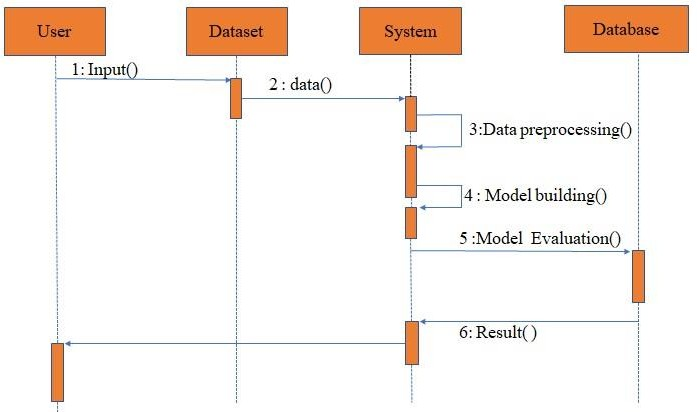 User
Dataset
System
Database
1: Input()
2 : data()
3:Data preprocessing()
4 : Model building()
5 :Model Evaluation()
6: Result( )